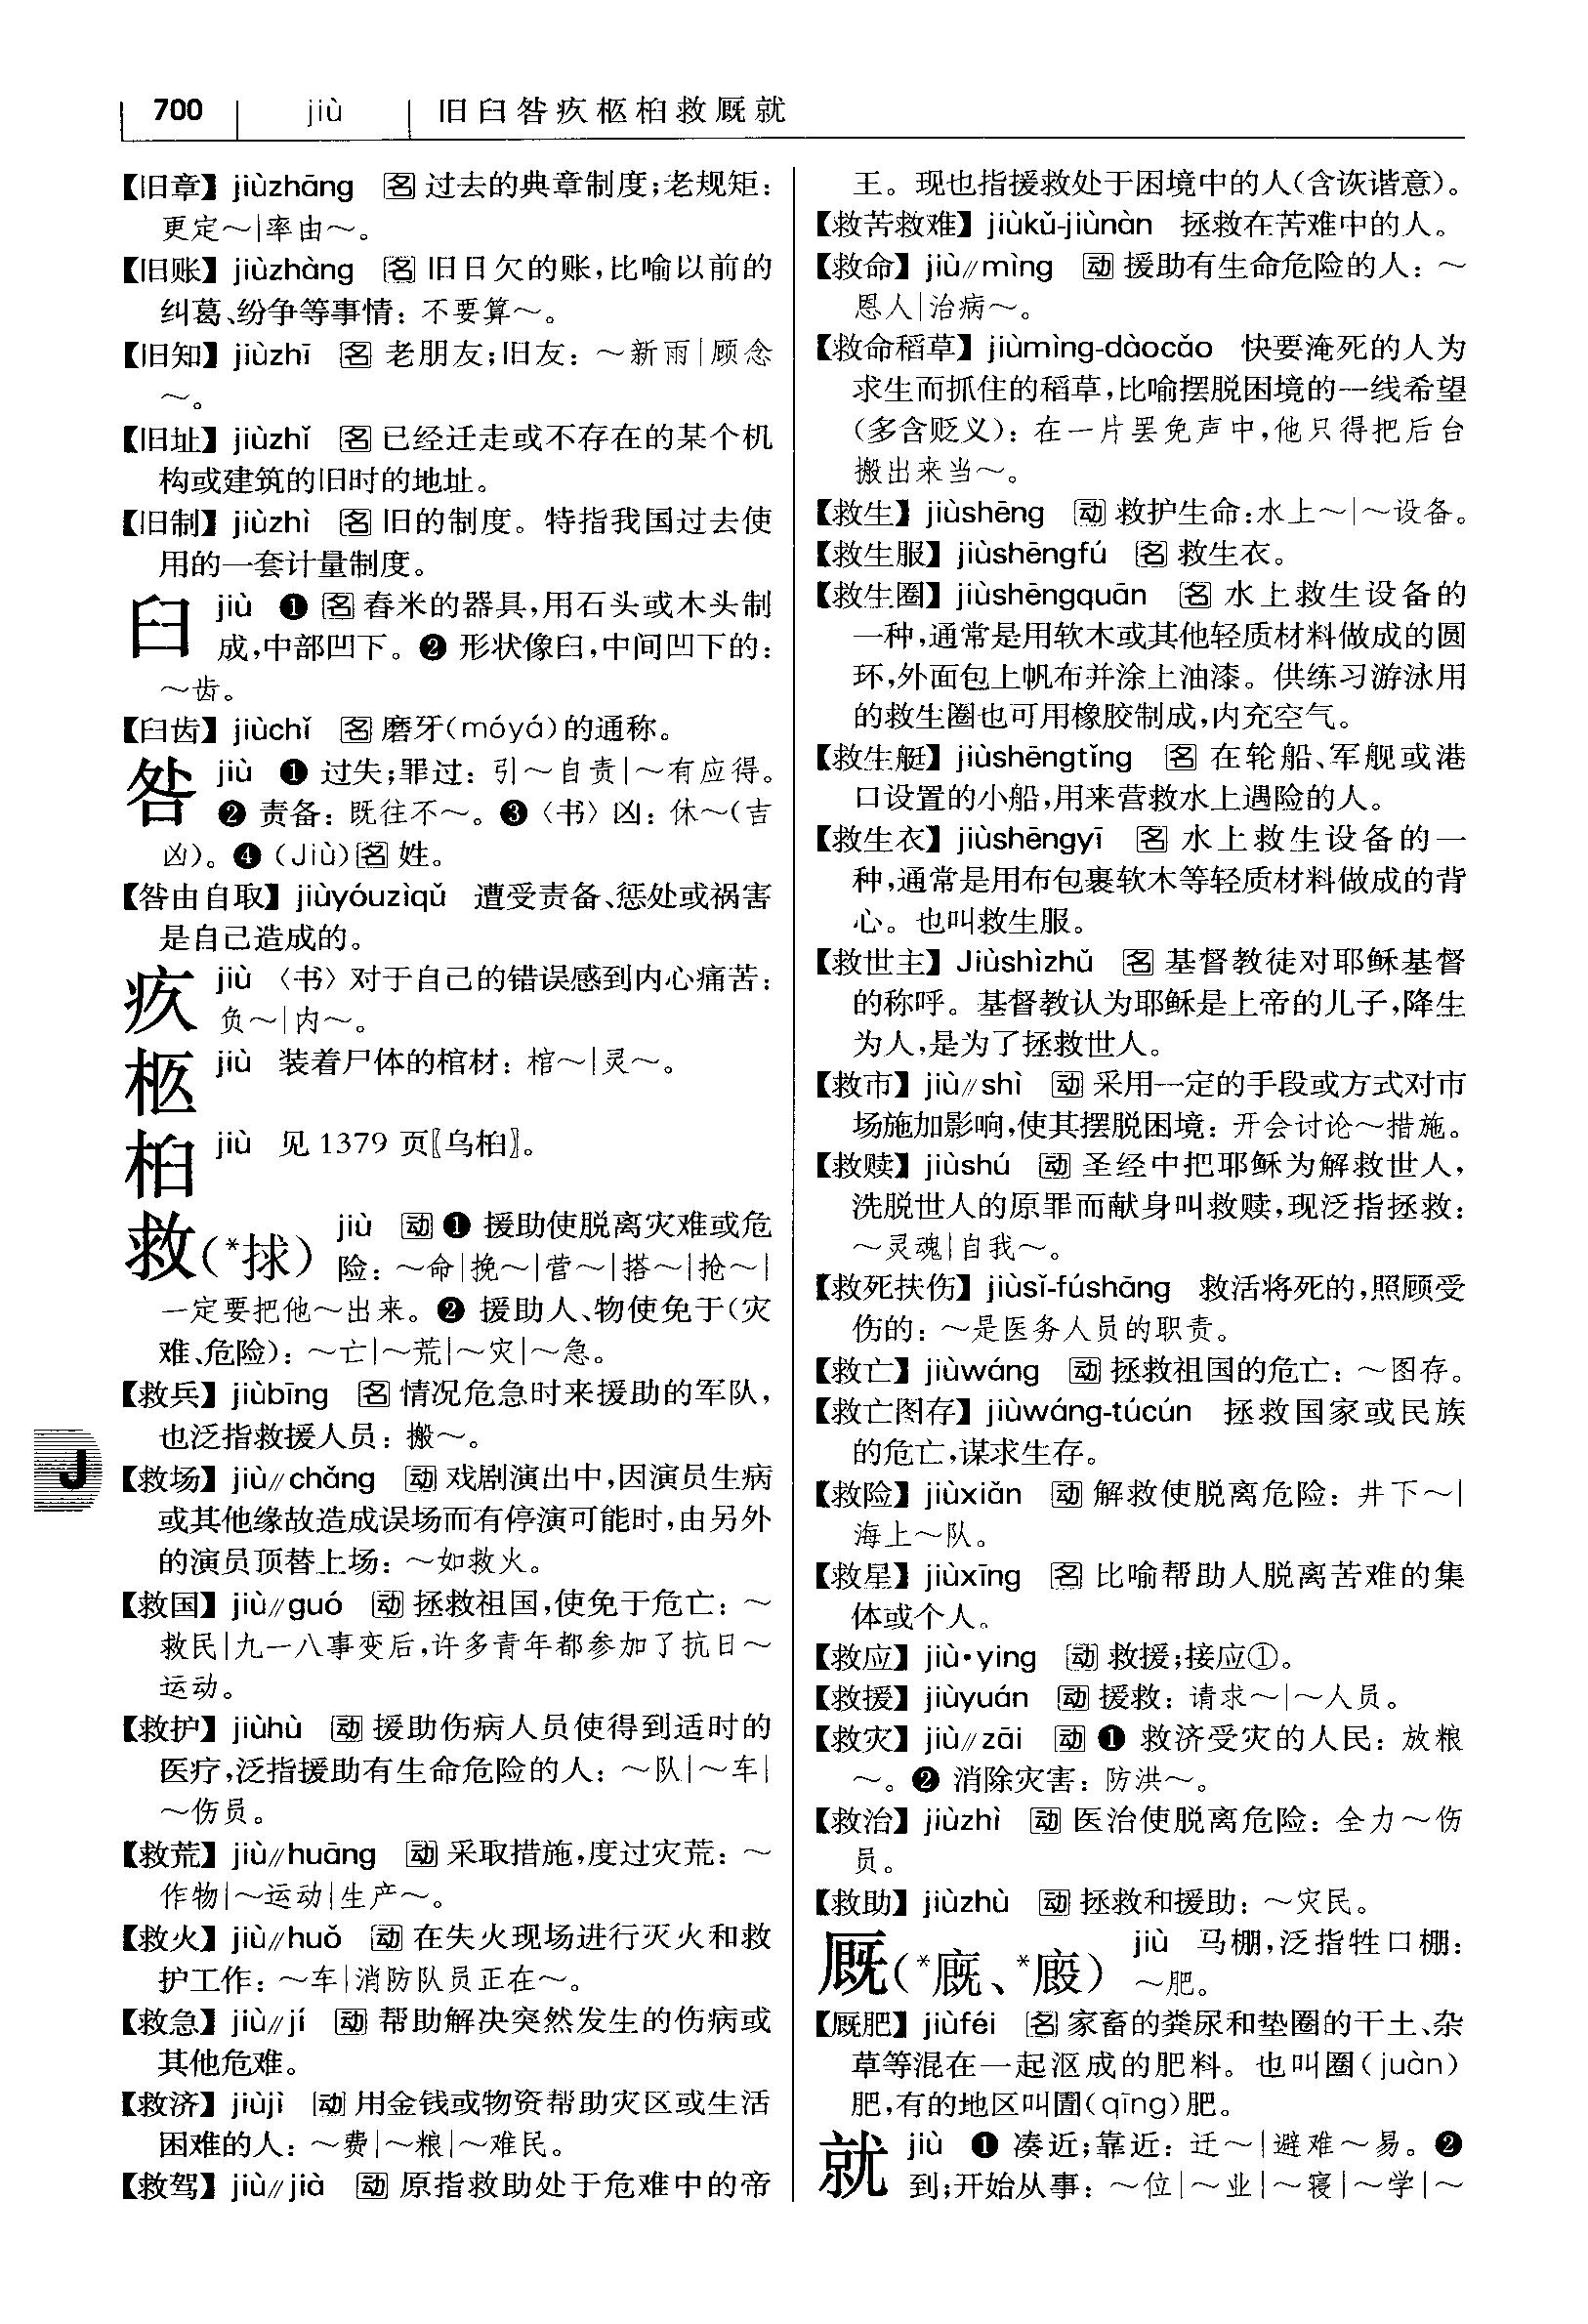 700 jiù 旧臼咎疚柩桕救厩就
【旧章】jiùzhāng 名 过去的典章制度;老规矩:
更定～|率由～。
【旧账】jiùzhàng 名 旧日欠的账,比喻以前的
纠葛、纷争等事情:不要算～。
【旧知】jiùzhī 名 老朋友;旧友:～新雨|顾念
～。
【旧址】jiùzhǐ 名 已经迁走或不存在的某个机
构或建筑的旧时的地址。
【旧制】jiùzhì 名 旧的制度。特指我国过去使
用的一套计量制度。
臼 jiù ❶ 名 舂米的器具,用石头或木头制
成,中部凹下。❷ 形状像臼,中间凹下的:
～齿。
【臼齿】jiùchǐ 名 磨牙(móyá)的通称。
咎 jiù ❶ 过失;罪过:引～自责|～有应得。
❷ 责备:既往不～。❸〈书〉凶:休～(吉
凶)。❹ (Jiù) 名 姓。
【咎由自取】jiùyóuzìqǔ 遭受责备、惩处或祸害
是自己造成的。
疚 jiù 〈书〉对于自己的错误感到内心痛苦:
负～|内～。
柩 jiù 装着尸体的棺材:棺～|灵～。
桕 jiù 见 1379 页〖乌桕〗。
救(*捄) jiù 动 ❶ 援助使脱离灾难或危
险:～命|挽～|营～|搭～|抢～|
一定要把他～出来。❷ 援助人、物使免于(灾
难、危险):～亡|～荒|～灾|～急。
【救兵】jiùbīng 名 情况危急时来援助的军队,
也泛指救援人员:搬～。
【救场】jiù//chǎng 动 戏剧演出中,因演员生病
或其他缘故造成误场而有停演可能时,由另外
的演员顶替上场:～如救火。
【救国】jiù//guó 动 拯救祖国,使免于危亡:～
救民|九一八事变后,许多青年都参加了抗日～
运动。
【救护】jiùhù 动 援助伤病人员使得到适时的
医疗,泛指援助有生命危险的人:～队|～车|
～伤员。
【救荒】jiù//huāng 动 采取措施,度过灾荒:～
作物|～运动|生产～。
【救火】jiù//huǒ 动 在失火现场进行灭火和救
护工作:～车|消防队员正在～。
【救急】jiù//jí 动 帮助解决突然发生的伤病或
其他危难。
【救济】jiùjì 动 用金钱或物资帮助灾区或生活
困难的人:～费|～粮|～难民。
【救驾】jiù//jià 动 原指救助处于危难中的帝
J
王。现也指援救处于困境中的人(含诙谐意)。
【救苦救难】jiùkǔ-jiùnàn 拯救在苦难中的人。
【救命】jiù//mìng 动 援助有生命危险的人:～
恩人|治病～。
【救命稻草】jiùmìng-dàocǎo 快要淹死的人为
求生而抓住的稻草,比喻摆脱困境的一线希望
(多含贬义):在一片罢免声中,他只得把后台
搬出来当～。
【救生】jiùshēng 动 救护生命:水上～|～设备。
【救生服】jiùshēngfú 名 救生衣。
【救生圈】jiùshēngquān 名 水上救生设备的
一种,通常是用软木或其他轻质材料做成的圆
环,外面包上帆布并涂上油漆。供练习游泳用
的救生圈也可用橡胶制成,内充空气。
【救生艇】jiùshēngtǐng 名 在轮船、军舰或港
口设置的小船,用来营救水上遇险的人。
【救生衣】jiùshēngyī 名 水上救生设备的一
种,通常是用布包裹软木等轻质材料做成的背
心。也叫救生服。
【救世主】Jiùshìzhǔ 名 基督教徒对耶稣基督
的称呼。基督教认为耶稣是上帝的儿子,降生
为人,是为了拯救世人。
【救市】jiù//shì 动 采用一定的手段或方式对市
场施加影响,使其摆脱困境:开会讨论～措施。
【救赎】jiùshú 动 圣经中把耶稣为解救世人,
洗脱世人的原罪而献身叫救赎,现泛指拯救:
～灵魂|自我～。
【救死扶伤】jiùsǐ-fúshāng 救活将死的,照顾受
伤的:～是医务人员的职责。
【救亡】jiùwáng 动 拯救祖国的危亡:～图存。
【救亡图存】jiùwáng-túcún 拯救国家或民族
的危亡,谋求生存。
【救险】jiùxiǎn 动 解救使脱离危险:井下～|
海上～队。
【救星】jiùxīng 名 比喻帮助人脱离苦难的集
体或个人。
【救应】jiù•ying 动 救援;接应①。
【救援】jiùyuán 动 援救:请求～|～人员。
【救灾】jiù//zāi 动 ❶ 救济受灾的人民:放粮
～。❷ 消除灾害:防洪～。
【救治】jiùzhì 动 医治使脱离危险:全力～伤
员。
【救助】jiùzhù 动 拯救和援助:～灾民。
厩(*廐、*廄) jiù 马棚,泛指牲口棚:
～肥。
【厩肥】jiùféi 名 家畜的粪尿和垫圈的干土、杂
草等混在一起沤成的肥料。也叫圈(juàn)
肥,有的地区叫圊(qīng)肥。
就 jiù ❶ 凑近;靠近:迁～|避难～易。❷
到;开始从事:～位|～业|～寝|～学|～